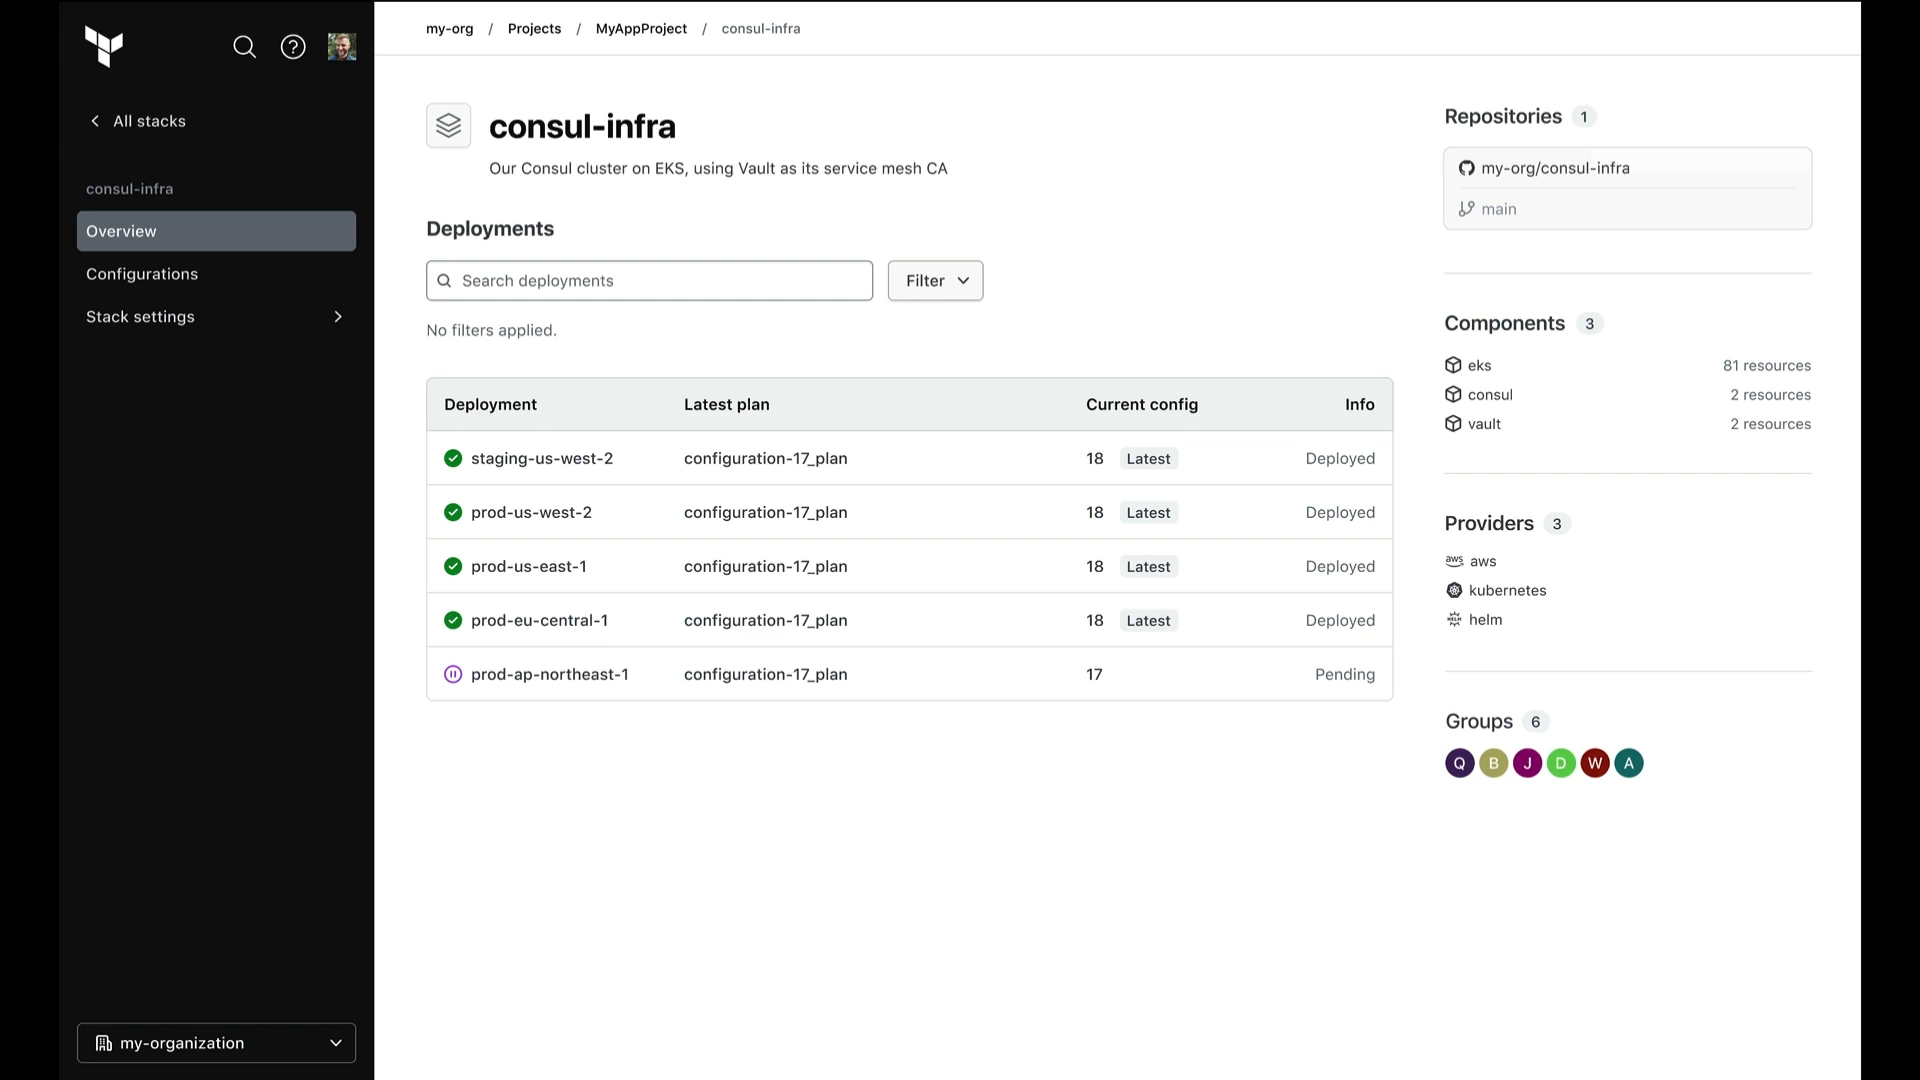 my-org / Projects / MyAppProject / consul-infra
All stacks
consul-infra
Overview
Configurations
Stack settings
my-organization
consul-infra
Our Consul cluster on EKS, using Vault as its service mesh CA
Deployments
Search deployments
Filter
No filters applied.
Deployment Latest plan Current config Info
staging-us-west-2 configuration-17_plan 18 Latest Deployed
prod-us-west-2 configuration-17_plan 18 Latest Deployed
prod-us-east-1 configuration-17_plan 18 Latest Deployed
prod-eu-central-1 configuration-17_plan 18 Latest Deployed
prod-ap-northeast-1 configuration-17_plan 17 Pending
Repositories 1
my-org/consul-infra
main
Components 3
eks 81 resources
consul 2 resources
vault 2 resources
Providers 3
aws aws
kubernetes
HELM helm
Groups 6
Q B J D W A